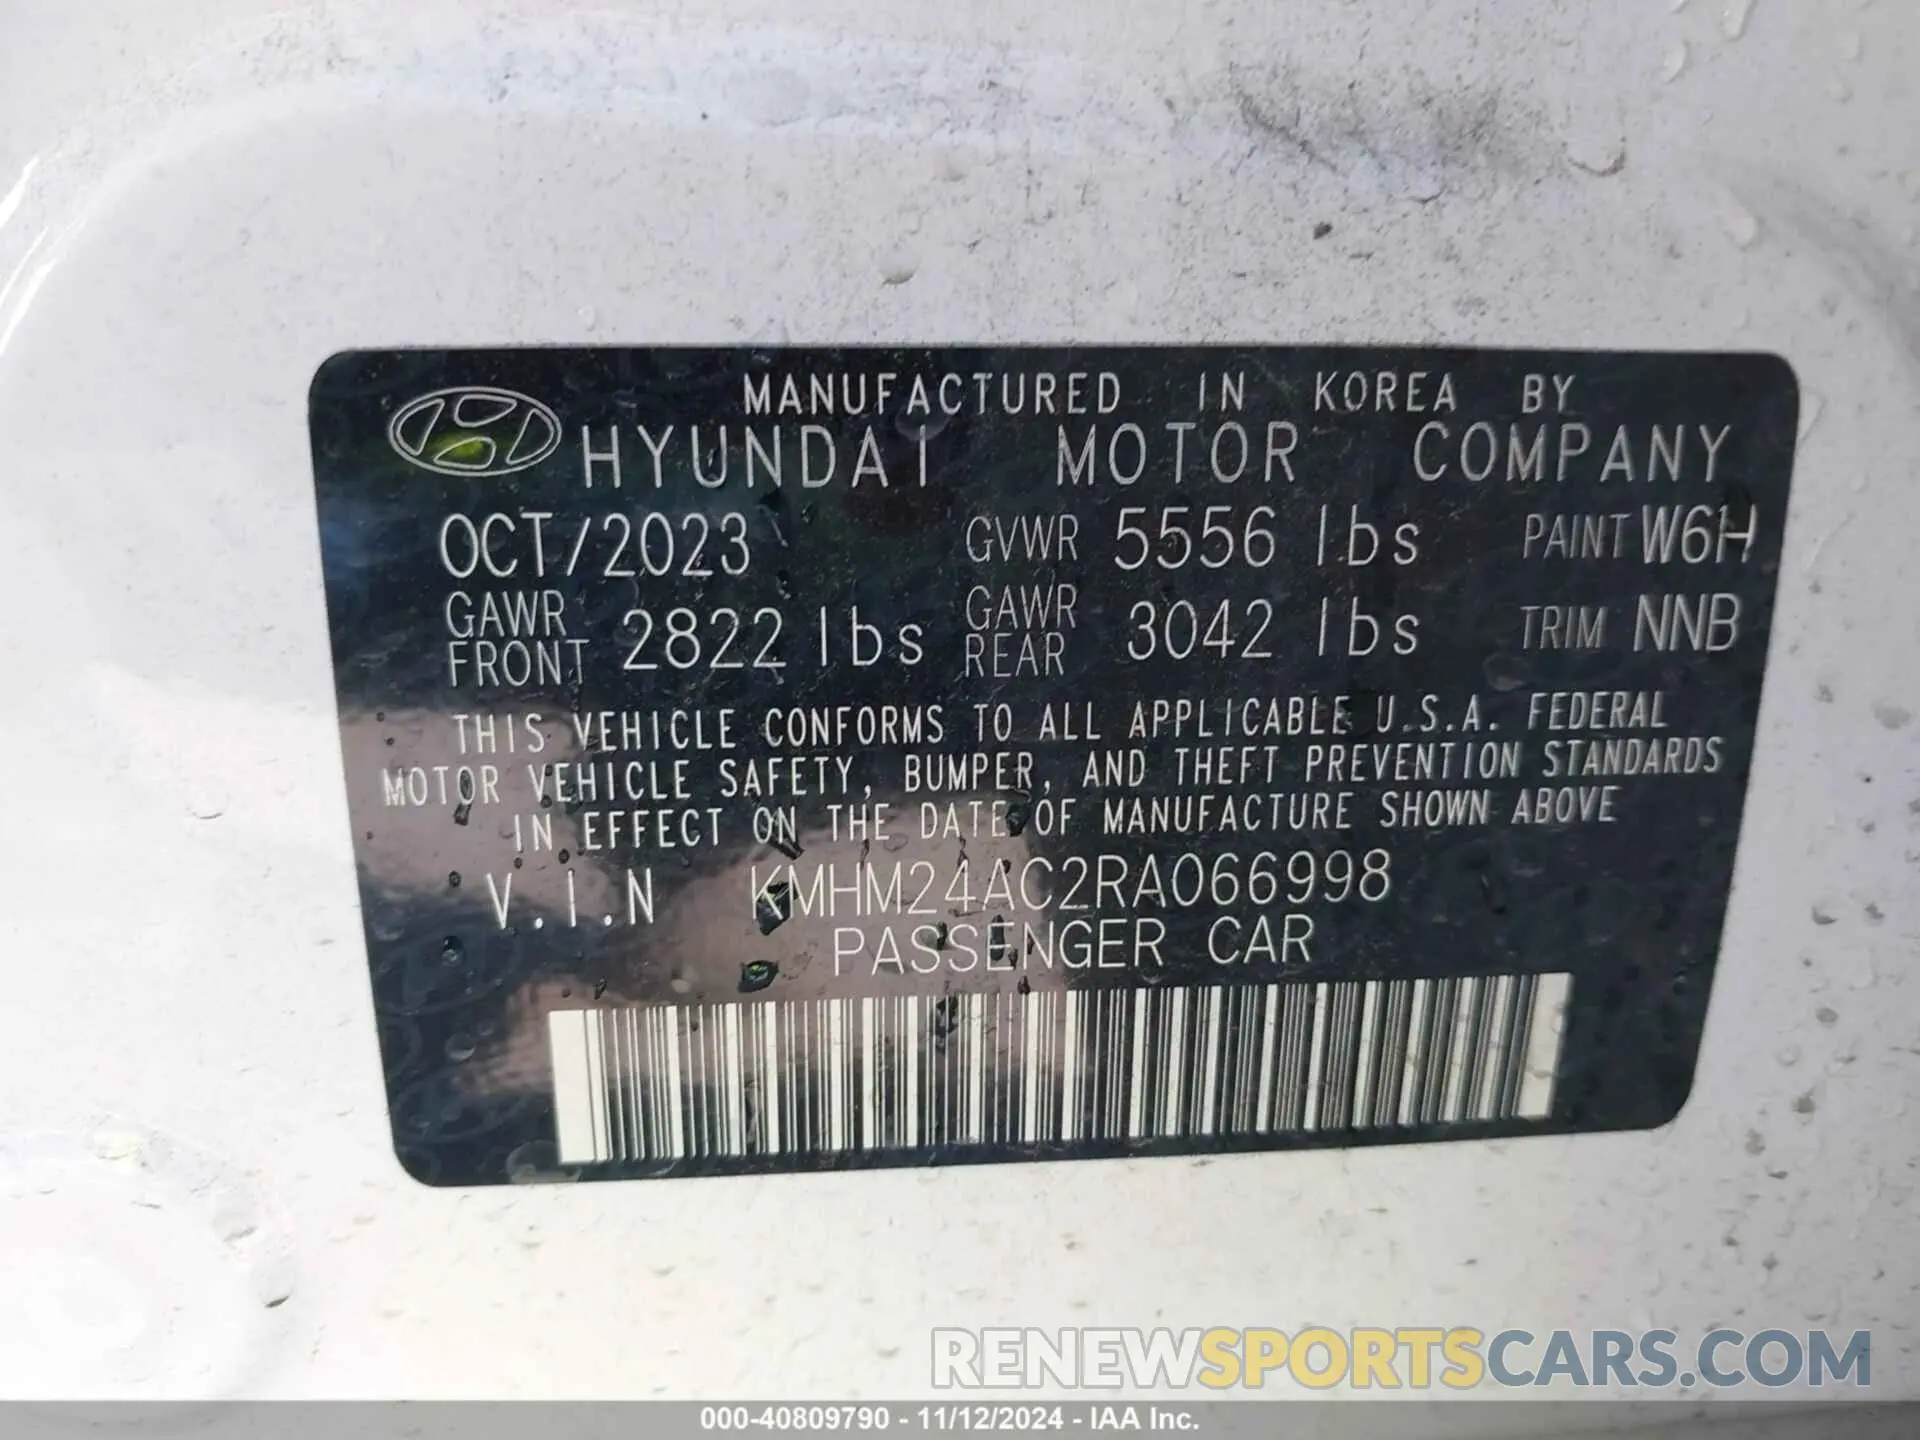 MANUFACTURED IN KOREA BY
HYUNDAI MOTOR COMPANY
OCT/2023 GVWR 5556 lbs PAINT W6H
GAWR FRONT 2822 lbs GAWR REAR 3042 lbs TRIM NNB
THIS VEHICLE CONFORMS TO ALL APPLICABLE U.S.A. FEDERAL
MOTOR VEHICLE SAFETY, BUMPER, AND THEFT PREVENTION STANDARDS
IN EFFECT ON THE DATE OF MANUFACTURE SHOWN ABOVE
V.I.N KMHM24AC2RA066998
PASSENGER CAR
RENEWSPORTSCARS.COM
000-40809790 - 11/12/2024 - IAA Inc.